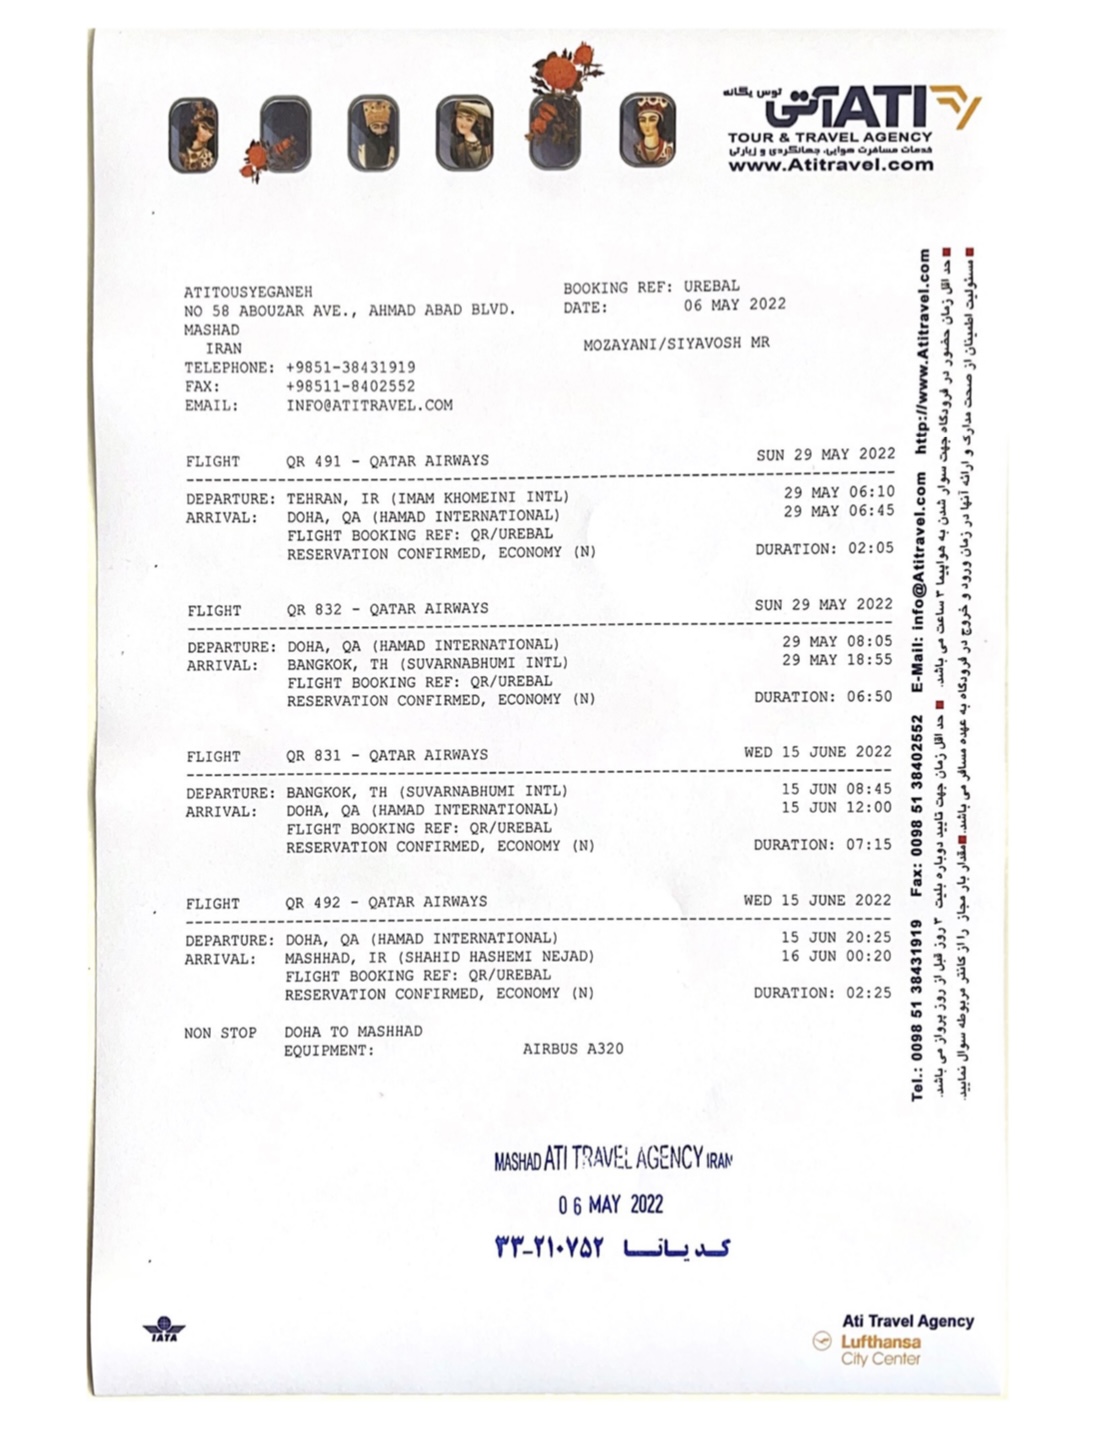 توس یگانه
آتی ATI
TOUR & TRAVEL AGENCY
خدمات مسافرت هوایی، جهانگردی و زیارتی
www.Atitravel.com
ATITOUSYEGANEH
NO 58 ABOUZAR AVE., AHMAD ABAD BLVD.
MASHAD
IRAN
TELEPHONE: +9851-38431919
FAX: +98511-8402552
EMAIL: INFO@ATITRAVEL.COM
BOOKING REF: UREBAL
DATE: 06 MAY 2022
MOZAYANI/SIYAVOSH MR
FLIGHT QR 491 - QATAR AIRWAYS SUN 29 MAY 2022
DEPARTURE: TEHRAN, IR (IMAM KHOMEINI INTL) 29 MAY 06:10
ARRIVAL: DOHA, QA (HAMAD INTERNATIONAL) 29 MAY 06:45
FLIGHT BOOKING REF: QR/UREBAL
RESERVATION CONFIRMED, ECONOMY (N) DURATION: 02:05
FLIGHT QR 832 - QATAR AIRWAYS SUN 29 MAY 2022
DEPARTURE: DOHA, QA (HAMAD INTERNATIONAL) 29 MAY 08:05
ARRIVAL: BANGKOK, TH (SUVARNABHUMI INTL) 29 MAY 18:55
FLIGHT BOOKING REF: QR/UREBAL
RESERVATION CONFIRMED, ECONOMY (N) DURATION: 06:50
FLIGHT QR 831 - QATAR AIRWAYS WED 15 JUNE 2022
DEPARTURE: BANGKOK, TH (SUVARNABHUMI INTL) 15 JUN 08:45
ARRIVAL: DOHA, QA (HAMAD INTERNATIONAL) 15 JUN 12:00
FLIGHT BOOKING REF: QR/UREBAL
RESERVATION CONFIRMED, ECONOMY (N) DURATION: 07:15
FLIGHT QR 492 - QATAR AIRWAYS WED 15 JUNE 2022
DEPARTURE: DOHA, QA (HAMAD INTERNATIONAL) 15 JUN 20:25
ARRIVAL: MASHHAD, IR (SHAHID HASHEMI NEJAD) 16 JUN 00:20
FLIGHT BOOKING REF: QR/UREBAL
RESERVATION CONFIRMED, ECONOMY (N) DURATION: 02:25
NON STOP DOHA TO MASHHAD
EQUIPMENT: AIRBUS A320
Tel.: 0098 51 38431919 Fax: 0098 51 38402552 E-Mail: info@Atitravel.com http://www.Atitravel.com
حد اقل زمان حضور در فرودگاه جهت سوار شدن به هواپیما ۳ ساعت می باشد. حد اقل زمان جهت تایید دوباره بلیت ۳ روز قبل از روز پرواز می باشد.
مسئولیت اطمینان از صحت مدارک و ارائه آنها در زمان ورود و خروج در فرودگاه به عهده مسافر می باشد. مقدار بار مجاز را از کانتر مربوطه سوال نمایید.
MASHAD ATI TRAVEL AGENCY IRAN
06 MAY 2022
کد یانا ۳۳-۲۱۰۷۵۲
IATA
Ati Travel Agency
Lufthansa
City Center